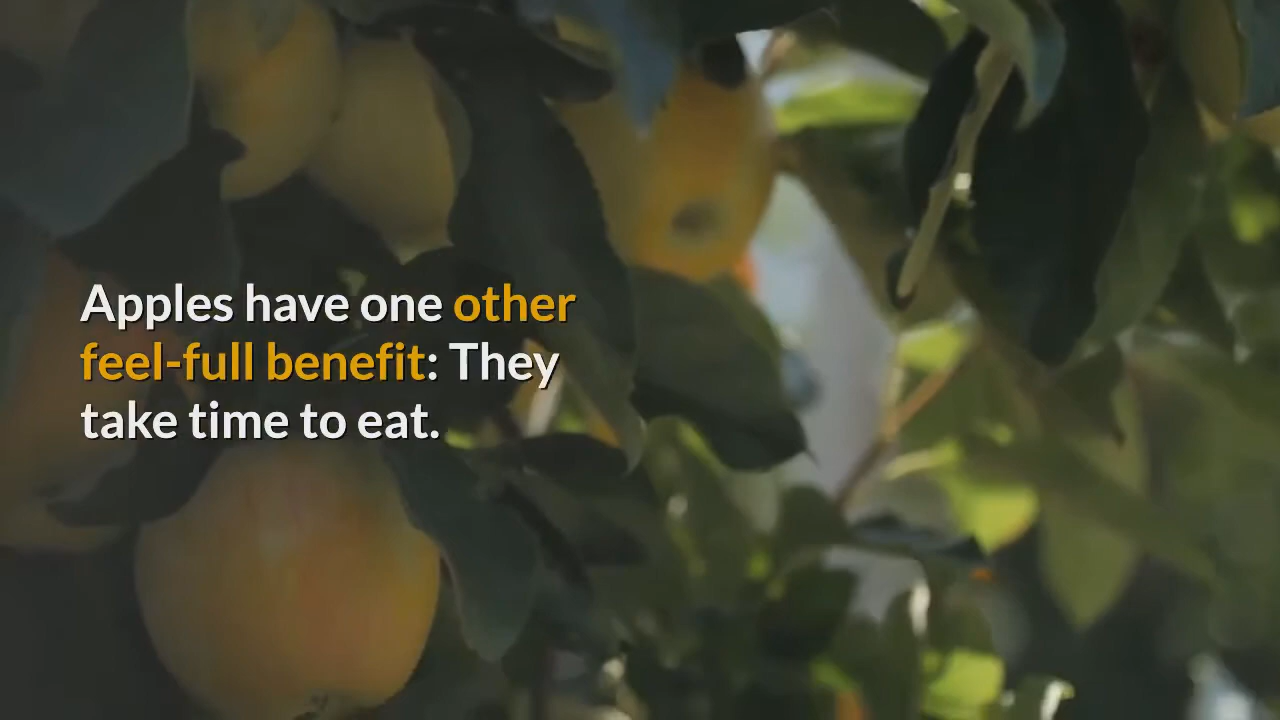 Apples have one other
feel-full benefit: They
take time to eat.